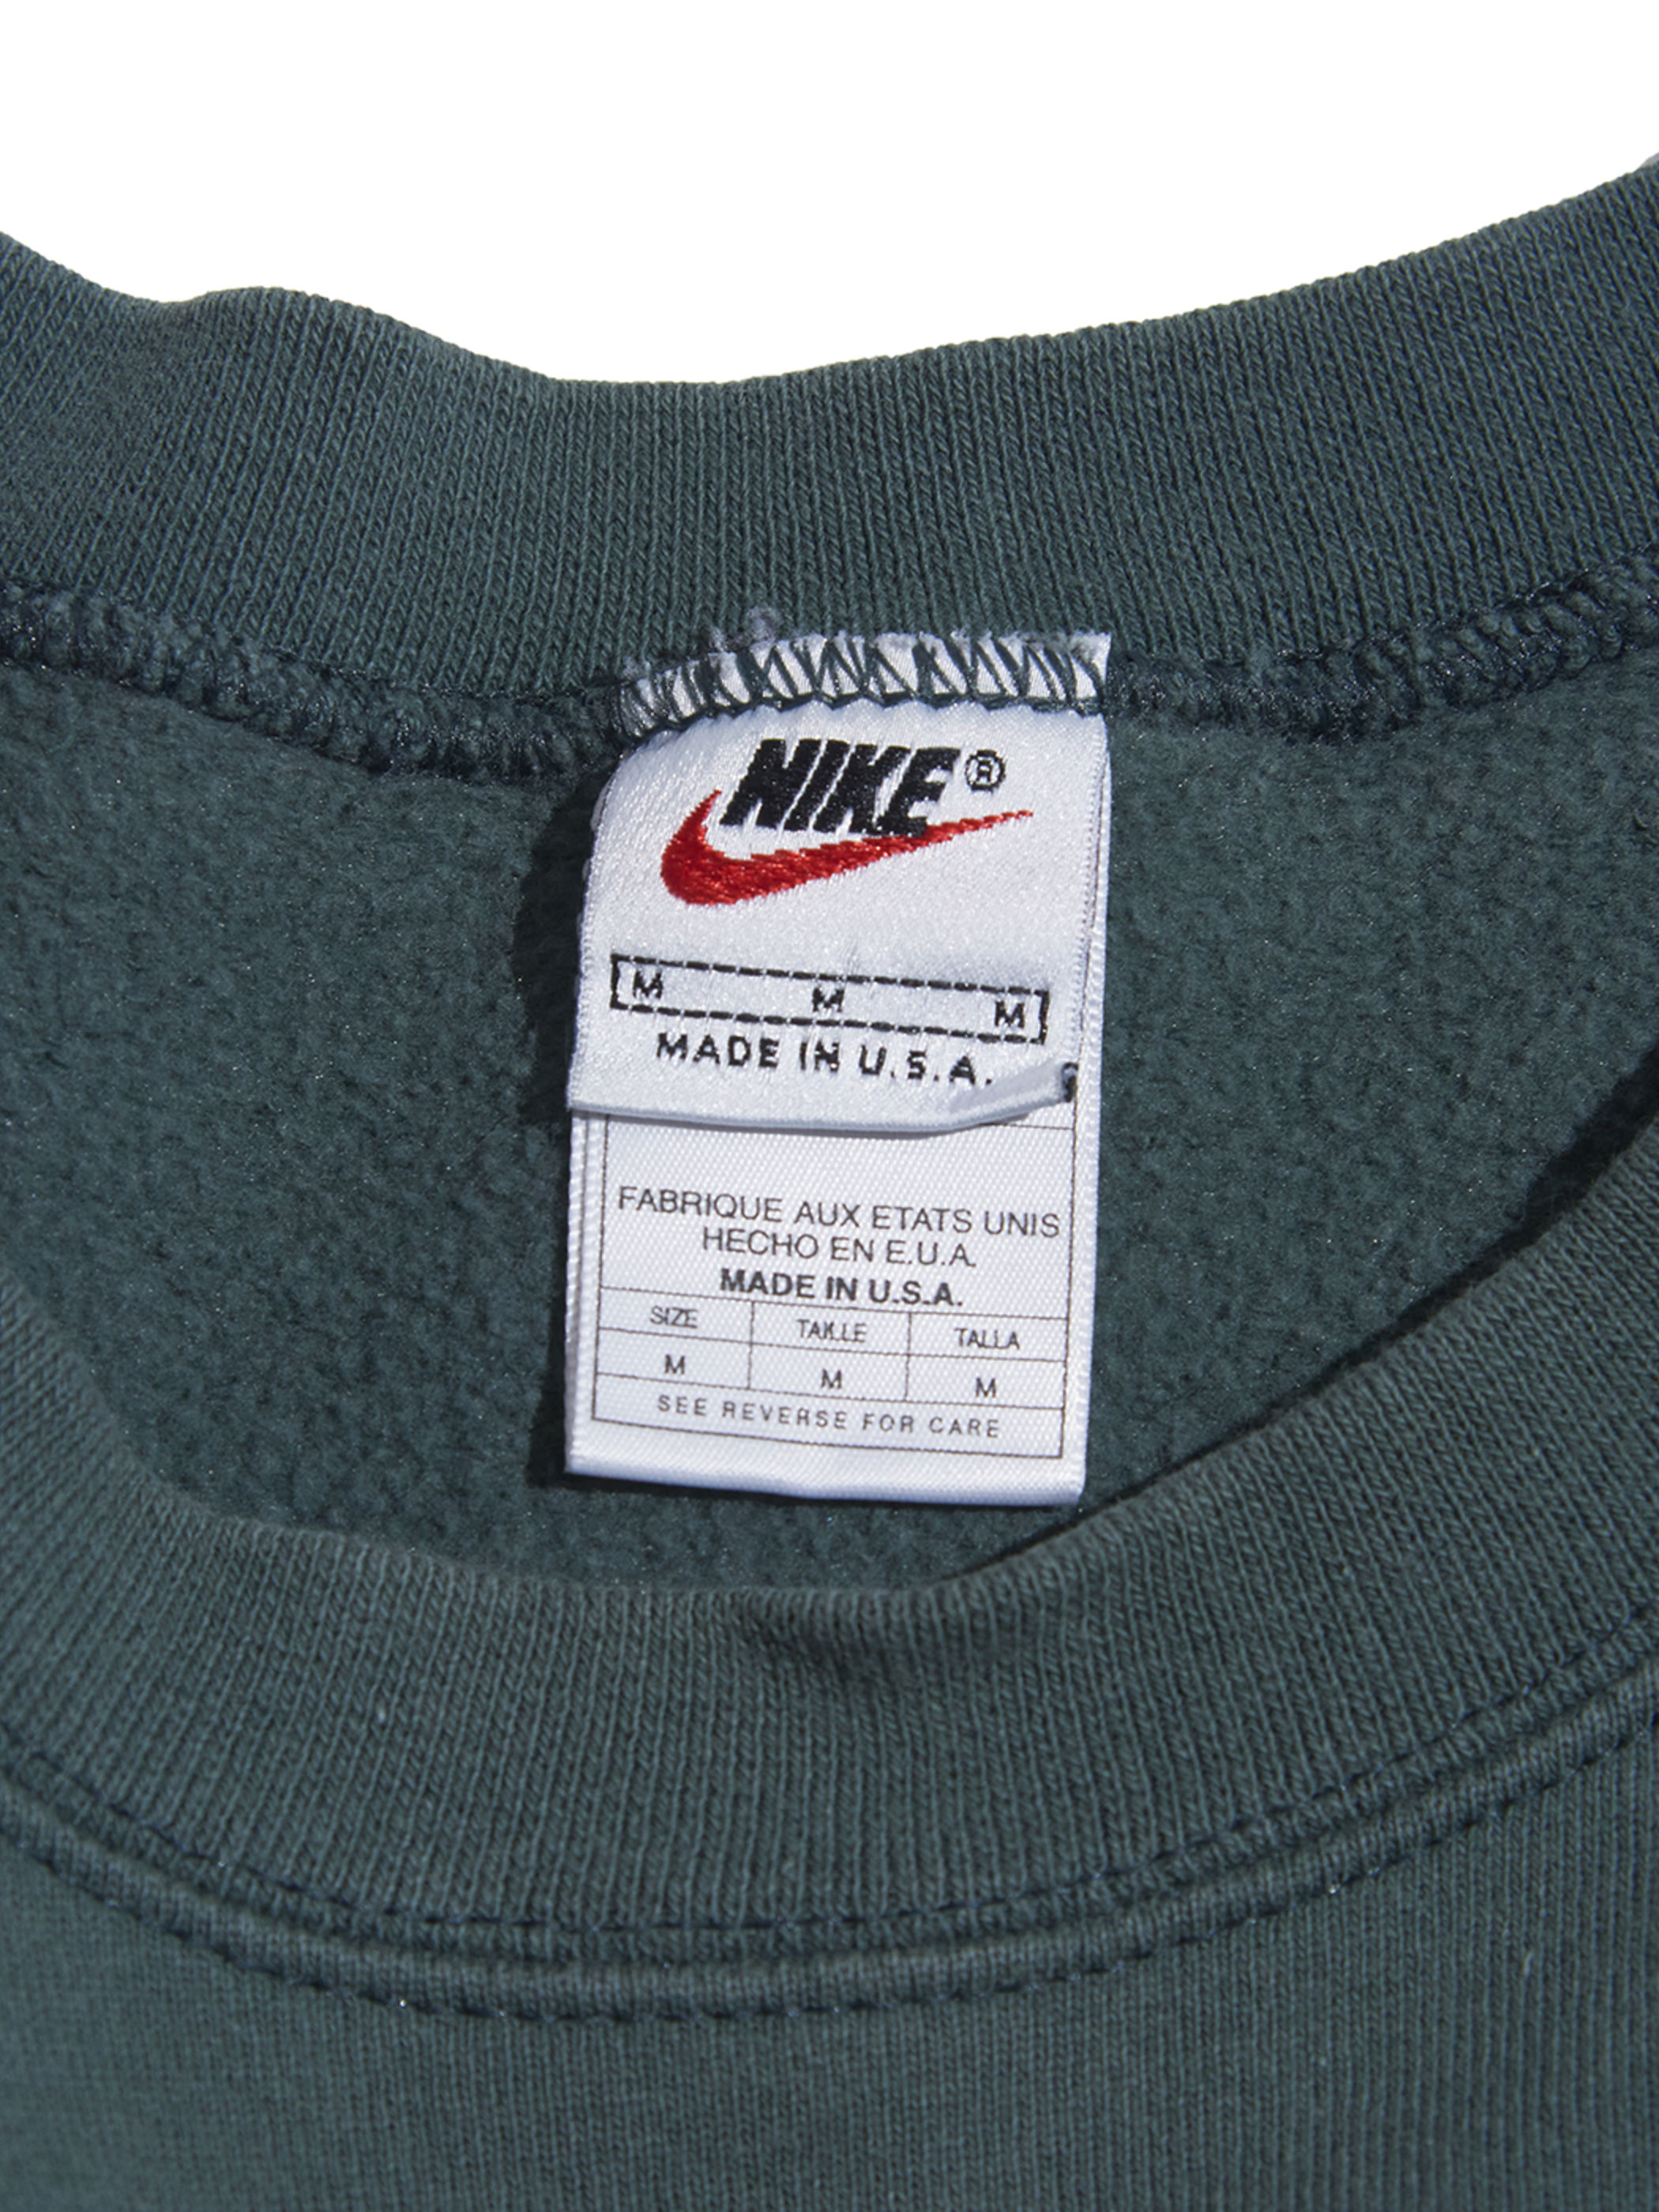 NIKE®
M M M
MADE IN U.S.A.
FABRIQUE AUX ETATS UNIS
HECHO EN E.U.A.
MADE IN U.S.A.
SIZE TAILLE TALLA
M M M
SEE REVERSE FOR CARE